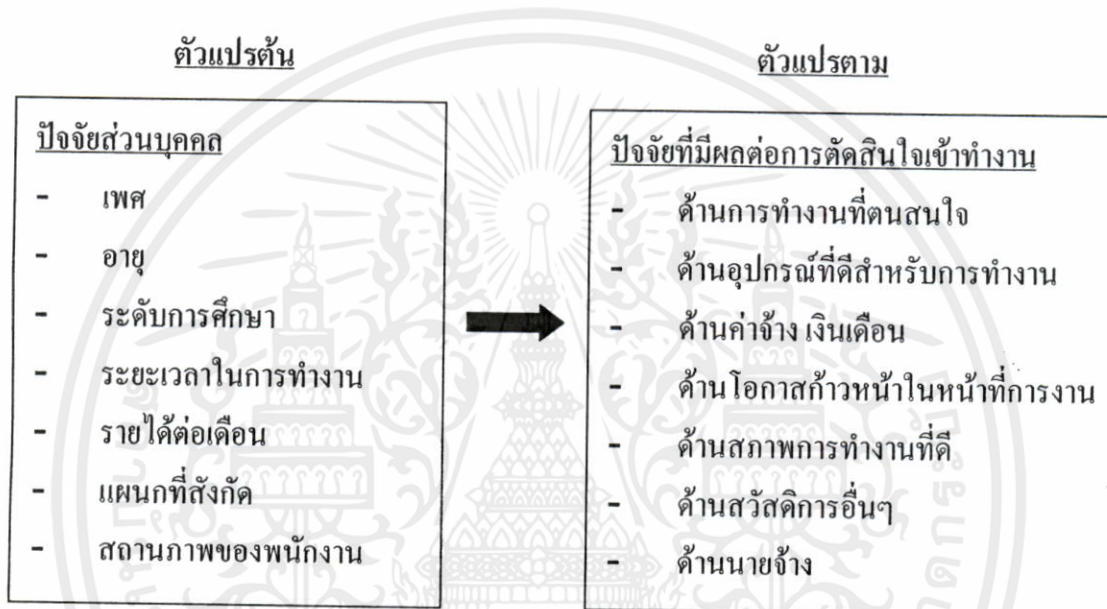 ตัวแปรต้น
ตัวแปรตาม
ปัจจัยส่วนบุคคล
- เพศ
- อายุ
- ระดับการศึกษา
- ระยะเวลาในการทำงาน
- รายได้ต่อเดือน
- แผนกที่สังกัด
- สถานภาพของพนักงาน
ปัจจัยที่มีผลต่อการตัดสินใจเข้าทำงาน
- ด้านการทำงานที่ตนสนใจ
- ด้านอุปกรณ์ที่ดีสำหรับการทำงาน
- ด้านค่าจ้าง เงินเดือน
- ด้านโอกาสก้าวหน้าในหน้าที่การงาน
- ด้านสภาพการทำงานที่ดี
- ด้านสวัสดิการอื่นๆ
- ด้านนายจ้าง